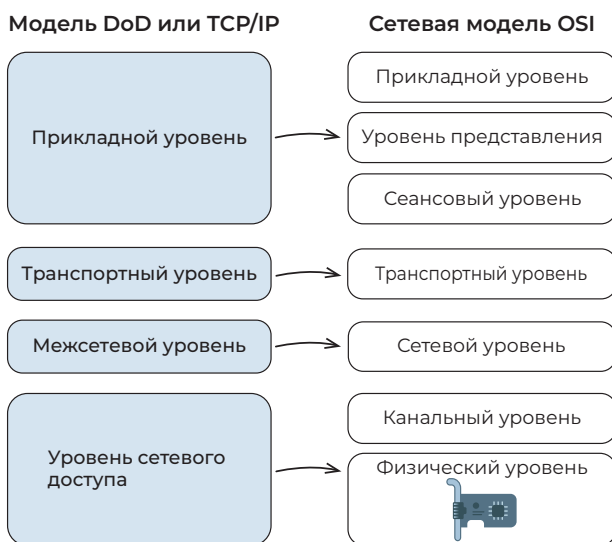 Модель DoD или TCP/IP
Сетевая модель OSI
Прикладной уровень
Прикладной уровень
Уровень представления
Сеансовый уровень
Транспортный уровень
Транспортный уровень
Межсетевой уровень
Сетевой уровень
Уровень сетевого
доступа
Канальный уровень
Физический уровень